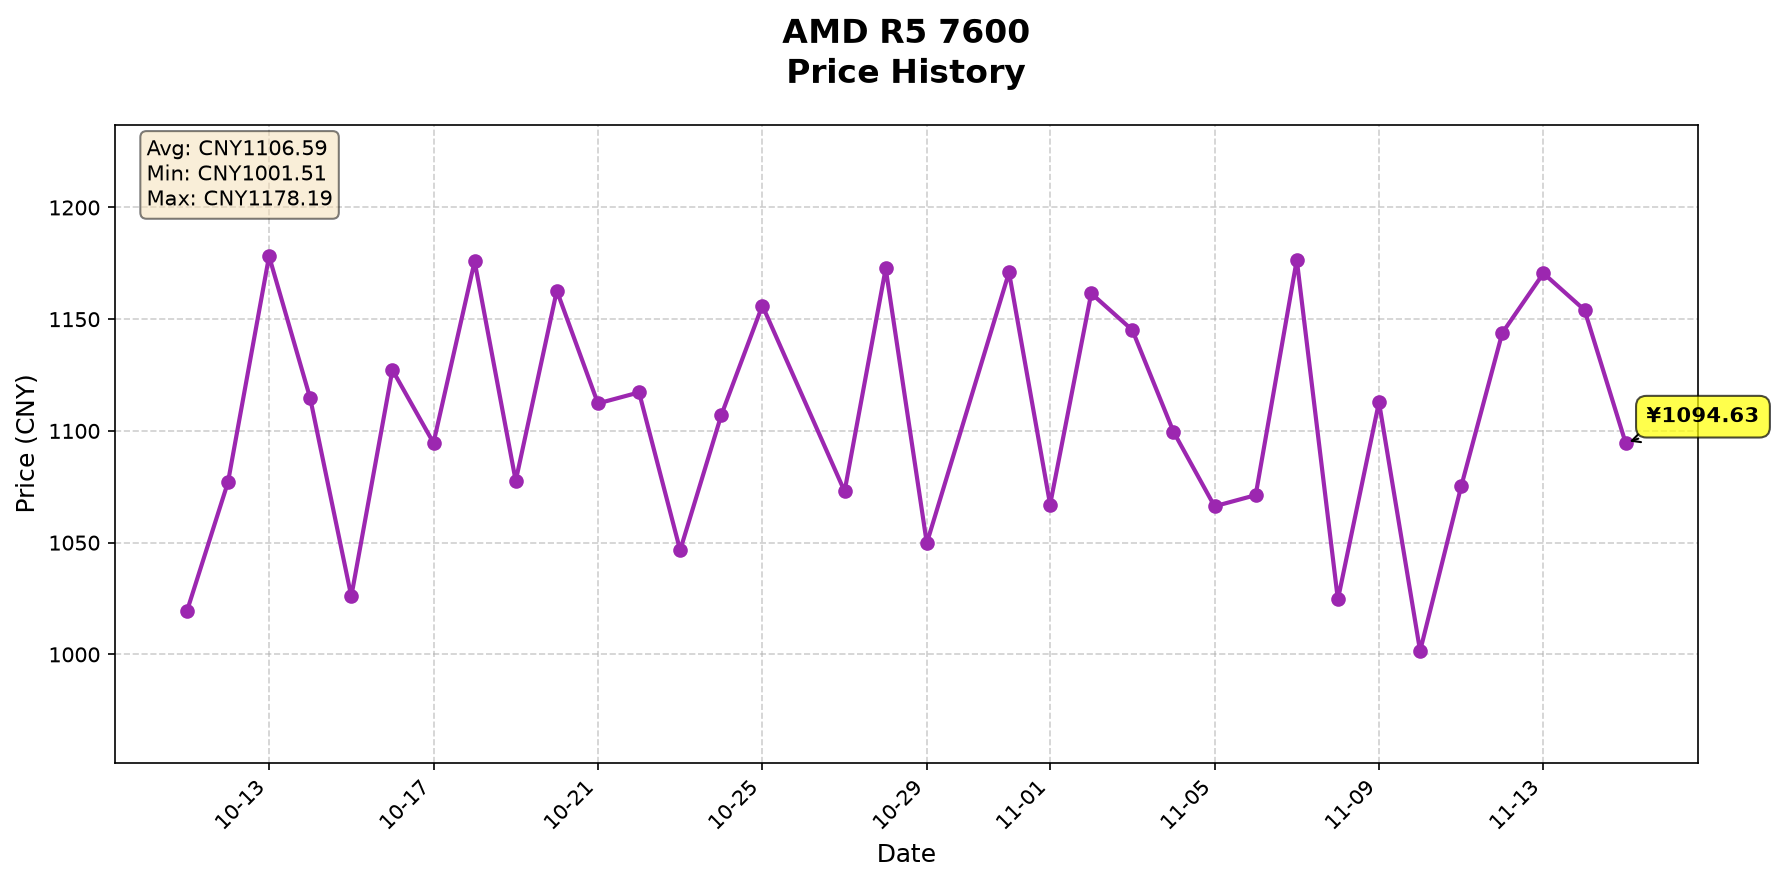 AMD R5 7600
Price History
Avg: CNY1106.59
Min: CNY1001.51
Max: CNY1178.19
Price (CNY)
1200
1150
1100
1050
1000
¥1094.63
10-13
10-17
10-21
10-25
10-29
11-01
11-05
11-09
11-13
Date